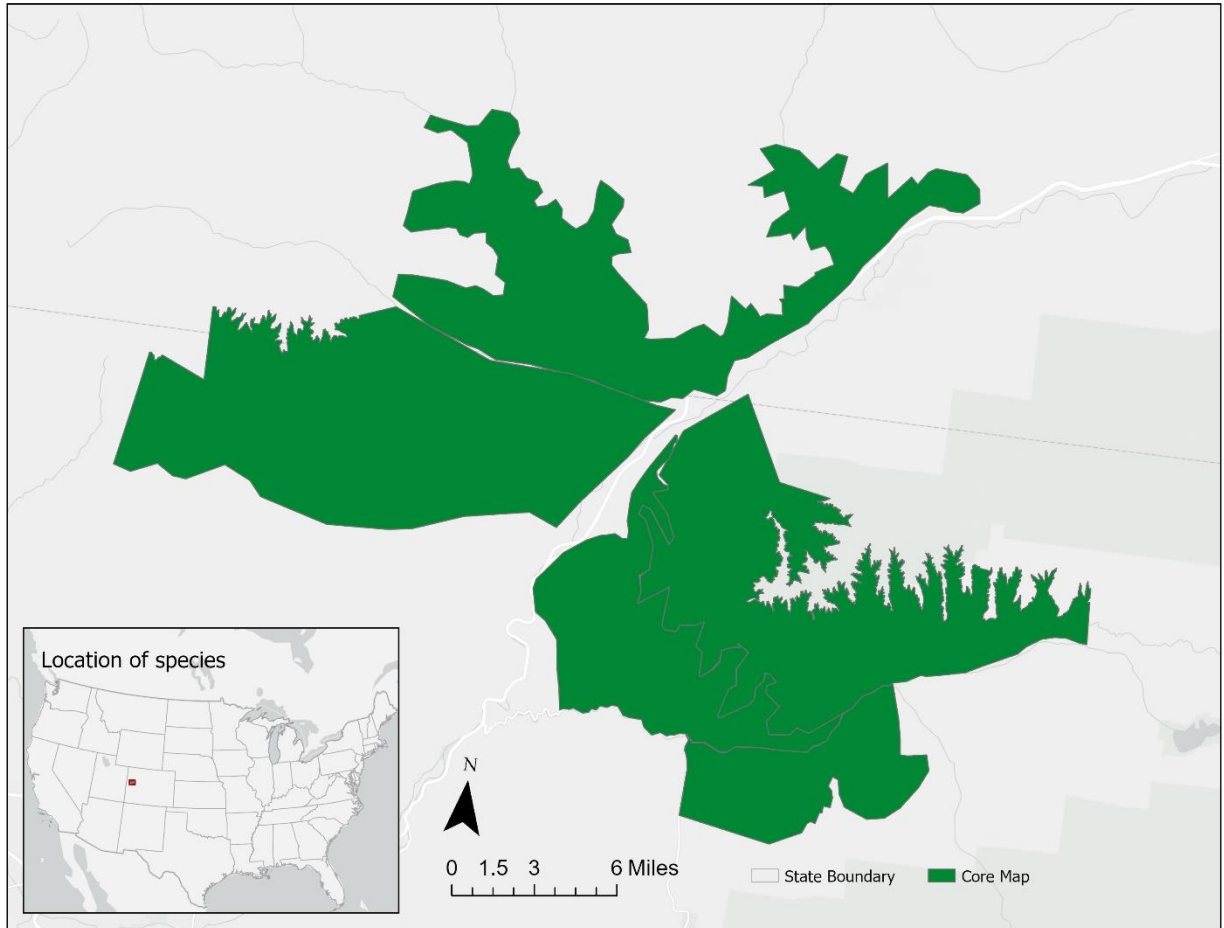 Location of species
N
0 1.5 3 6 Miles
State Boundary
Core Map